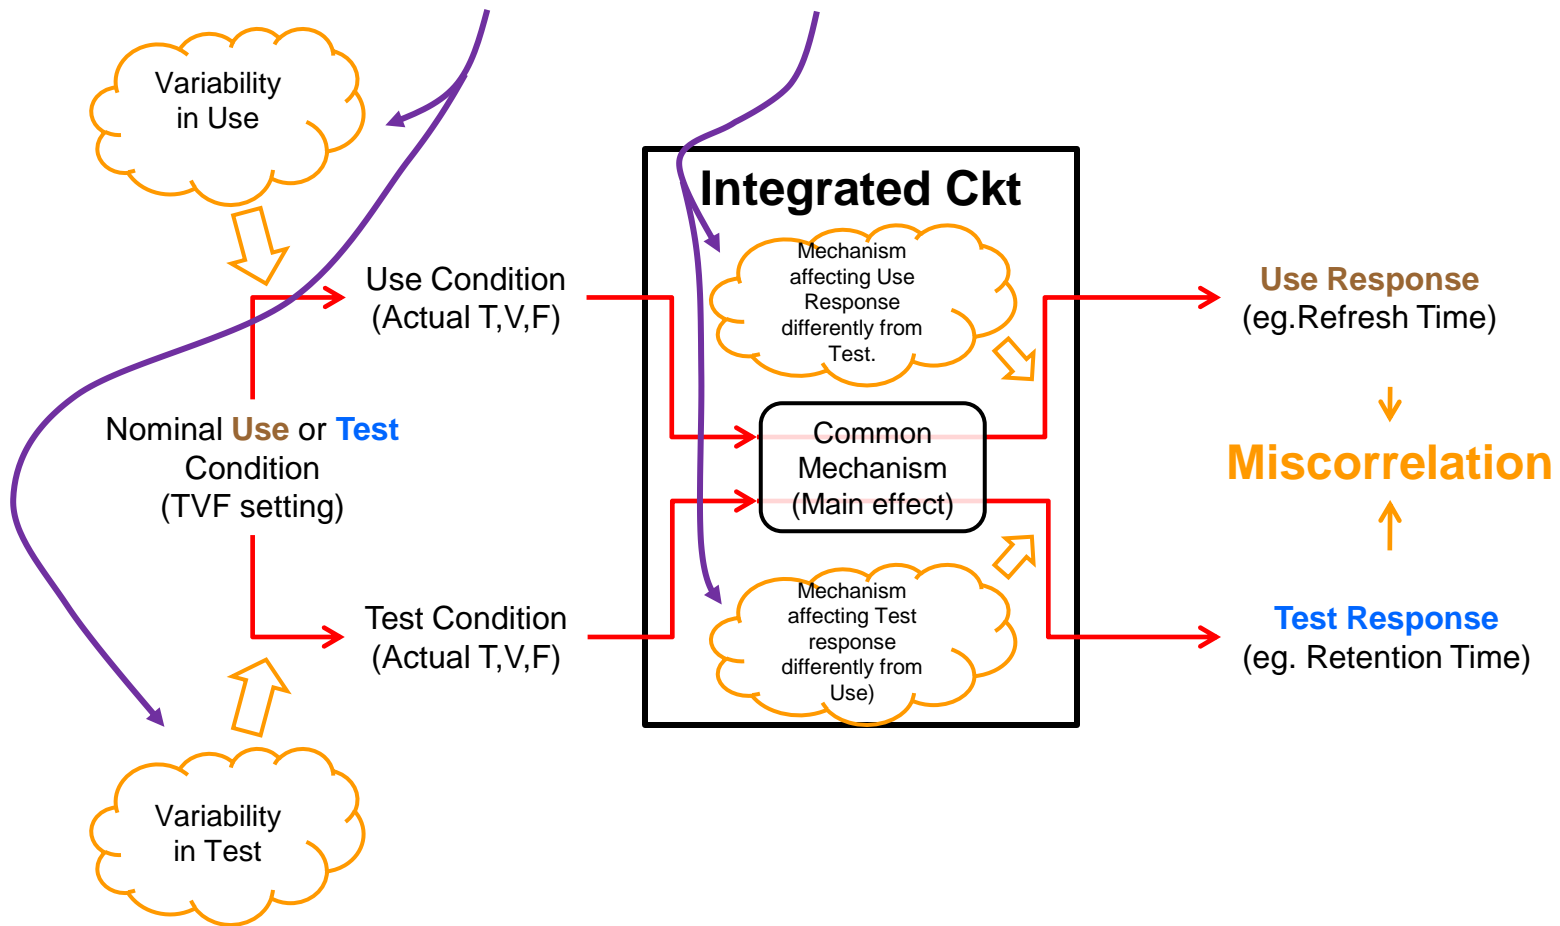 Variability
in Use
Integrated Ckt
Mechanism
affecting Use
Response
differently from
Test.
Use Condition
(Actual T,V,F)
Use Response
(eg.Refresh Time)
Nominal Use or Test
Condition
(TVF setting)
Common
Mechanism
(Main effect)
Miscorrelation
Test Condition
(Actual T,V,F)
Mechanism
affecting Test
response
differently from
Use)
Test Response
(eg. Retention Time)
Variability
in Test